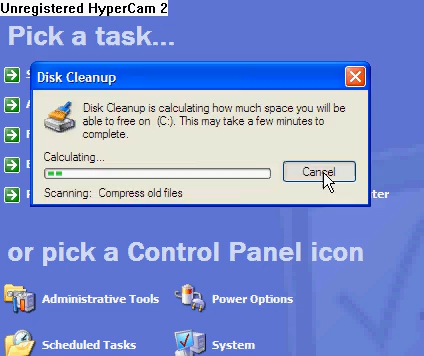 Unregistered HyperCam 2
Pick a task...
Disk Cleanup
Disk Cleanup is calculating how much space you will be
able to free on (C:). This may take a few minutes to
complete.
Calculating...
Cancel
Scanning: Compress old files
or pick a Control Panel icon
Administrative Tools
Power Options
Scheduled Tasks
System